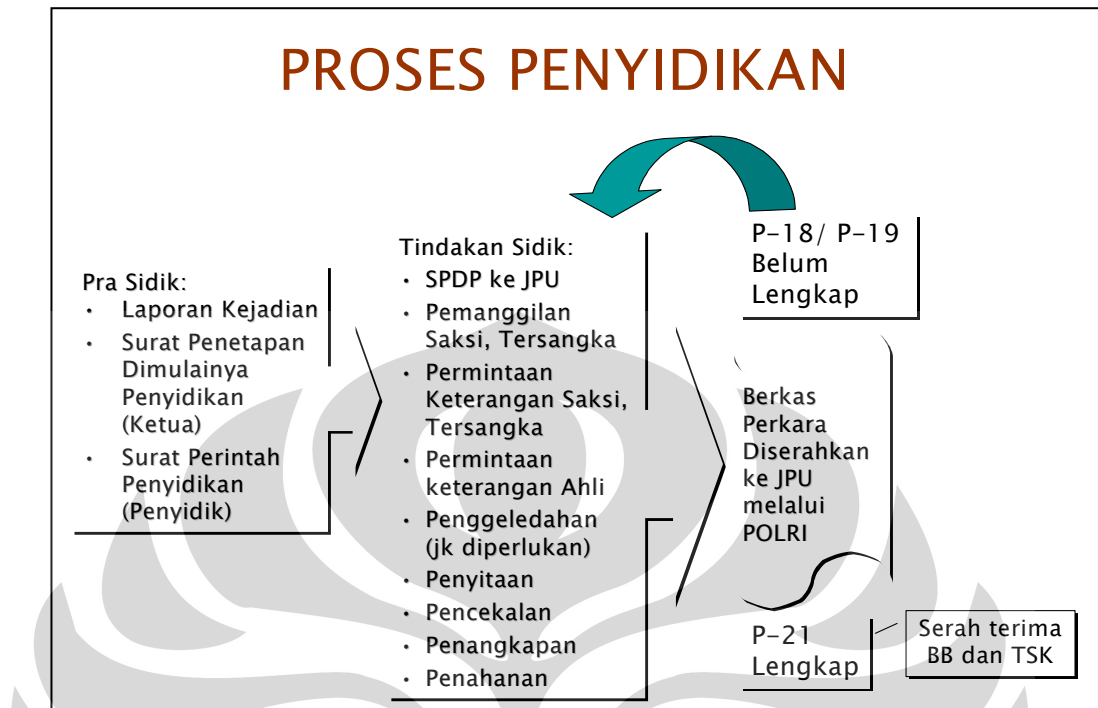 PROSES PENYIDIKAN
Pra Sidik:
• Laporan Kejadian
• Surat Penetapan
Dimulainya
Penyidikan
(Ketua)
• Surat Perintah
Penyidikan
(Penyidik)
Tindakan Sidik:
• SPDP ke JPU
• Pemanggilan
Saksi, Tersangka
• Permintaan
Keterangan Saksi,
Tersangka
• Permintaan
keterangan Ahli
• Penggeledahan
(jk diperlukan)
• Penyitaan
• Pencekalan
• Penangkapan
• Penahanan
P-18/ P-19
Belum
Lengkap
Berkas
Perkara
Diserahkan
ke JPU
melalui
POLRI
P-21
Lengkap
Serah terima
BB dan TSK